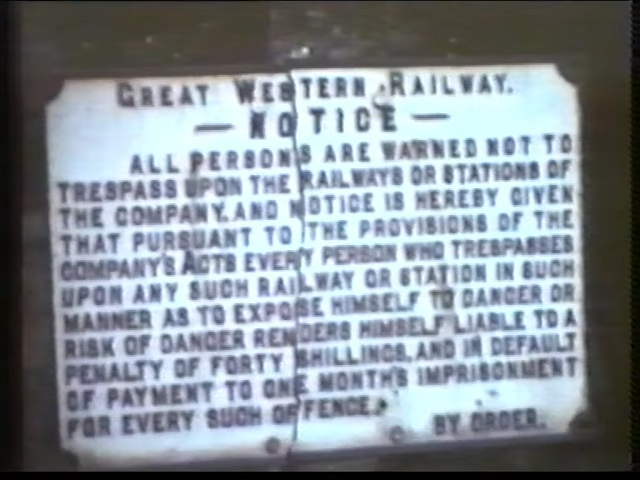 GREAT WESTERN RAILWAY.
— NOTICE —
ALL PERSONS ARE WARNED NOT TO
TRESPASS UPON THE RAILWAYS OR STATIONS OF
THE COMPANY, AND NOTICE IS HEREBY GIVEN
THAT PURSUANT TO THE PROVISIONS OF THE
COMPANY'S ACTS EVERY PERSON WHO TRESPASSES
UPON ANY SUCH RAILWAY OR STATION IN SUCH
MANNER AS TO EXPOSE HIMSELF TO DANGER OR
RISK OF DANGER RENDERS HIMSELF LIABLE TO A
PENALTY OF FORTY SHILLINGS, AND IN DEFAULT
OF PAYMENT TO ONE MONTH'S IMPRISONMENT
FOR EVERY SUCH OFFENCE.
BY ORDER.